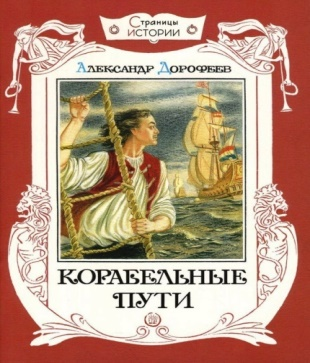 Страницы
ИСТОРИИ
АЛЕКСАНДР ДОРОФЕЕВ
КОРАБЕЛЬНЫЕ
ПУТИ